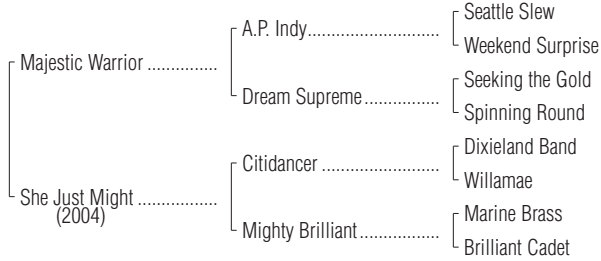 Seattle Slew
A.P. Indy..........................
Weekend Surprise
Majestic Warrior ..............
Seeking the Gold
Dream Supreme...............
Spinning Round
Dixieland Band
Citidancer .......................
Willamae
She Just Might ................
(2004)
Marine Brass
Mighty Brilliant................
Brilliant Cadet